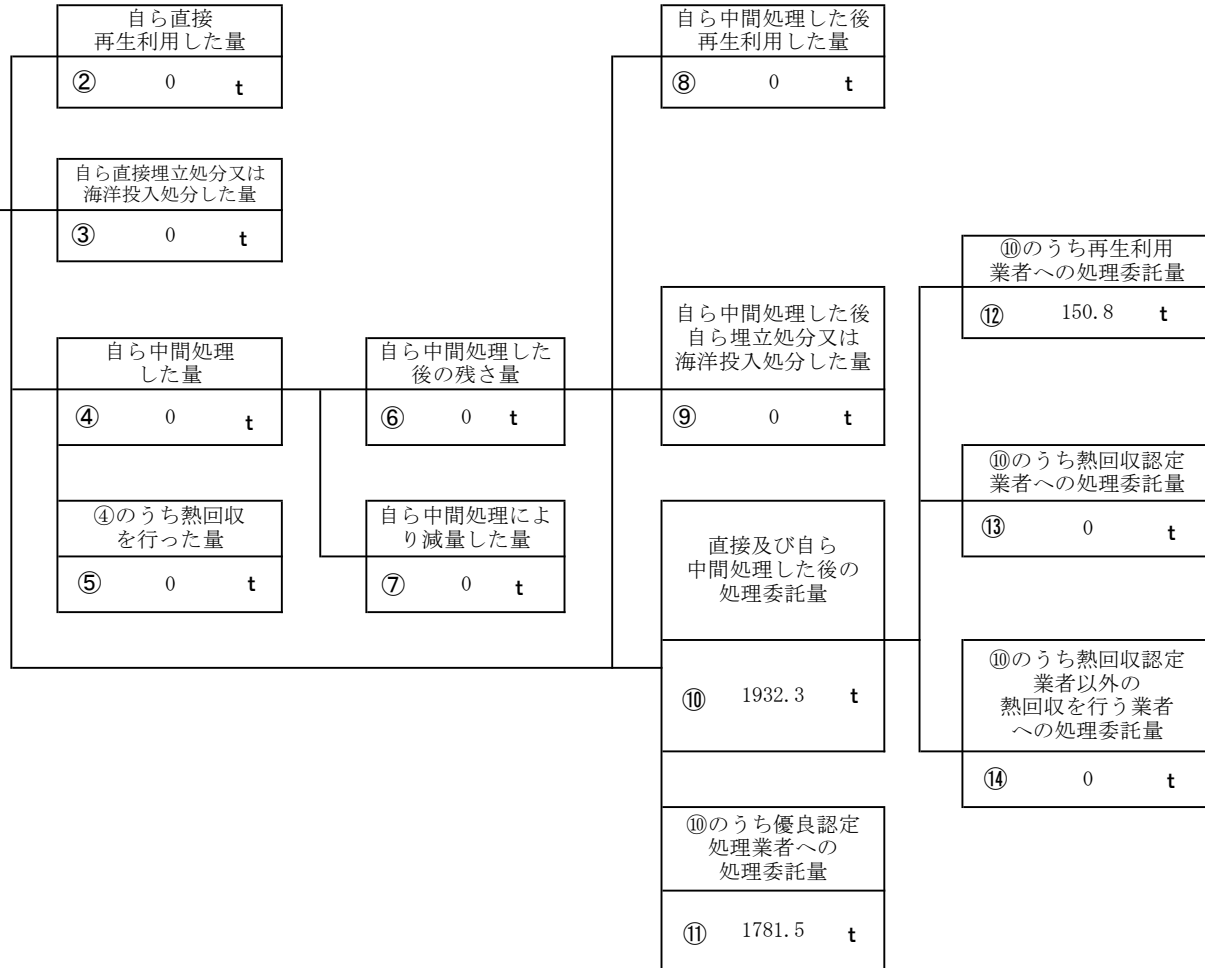 自ら直接
再生利用した量
② 0 t
自ら直接埋立処分又は
海洋投入処分した量
③ 0 t
自ら中間処理
した量
④ 0 t
④のうち熱回収
を行った量
⑤ 0 t
自ら中間処理した
後の残さ量
⑥ 0 t
自ら中間処理によ
り減量した量
⑦ 0 t
自ら中間処理した後
再生利用した量
⑧ 0 t
自ら中間処理した後
自ら埋立処分又は
海洋投入処分した量
⑨ 0 t
直接及び自ら
中間処理した後の
処理委託量
⑩ 1932.3 t
⑩のうち優良認定
処理業者への
処理委託量
⑪ 1781.5 t
⑩のうち再生利用
業者への処理委託量
⑫ 150.8 t
⑩のうち熱回収認定
業者への処理委託量
⑬ 0 t
⑩のうち熱回収認定
業者以外の
熱回収を行う業者
への処理委託量
⑭ 0 t